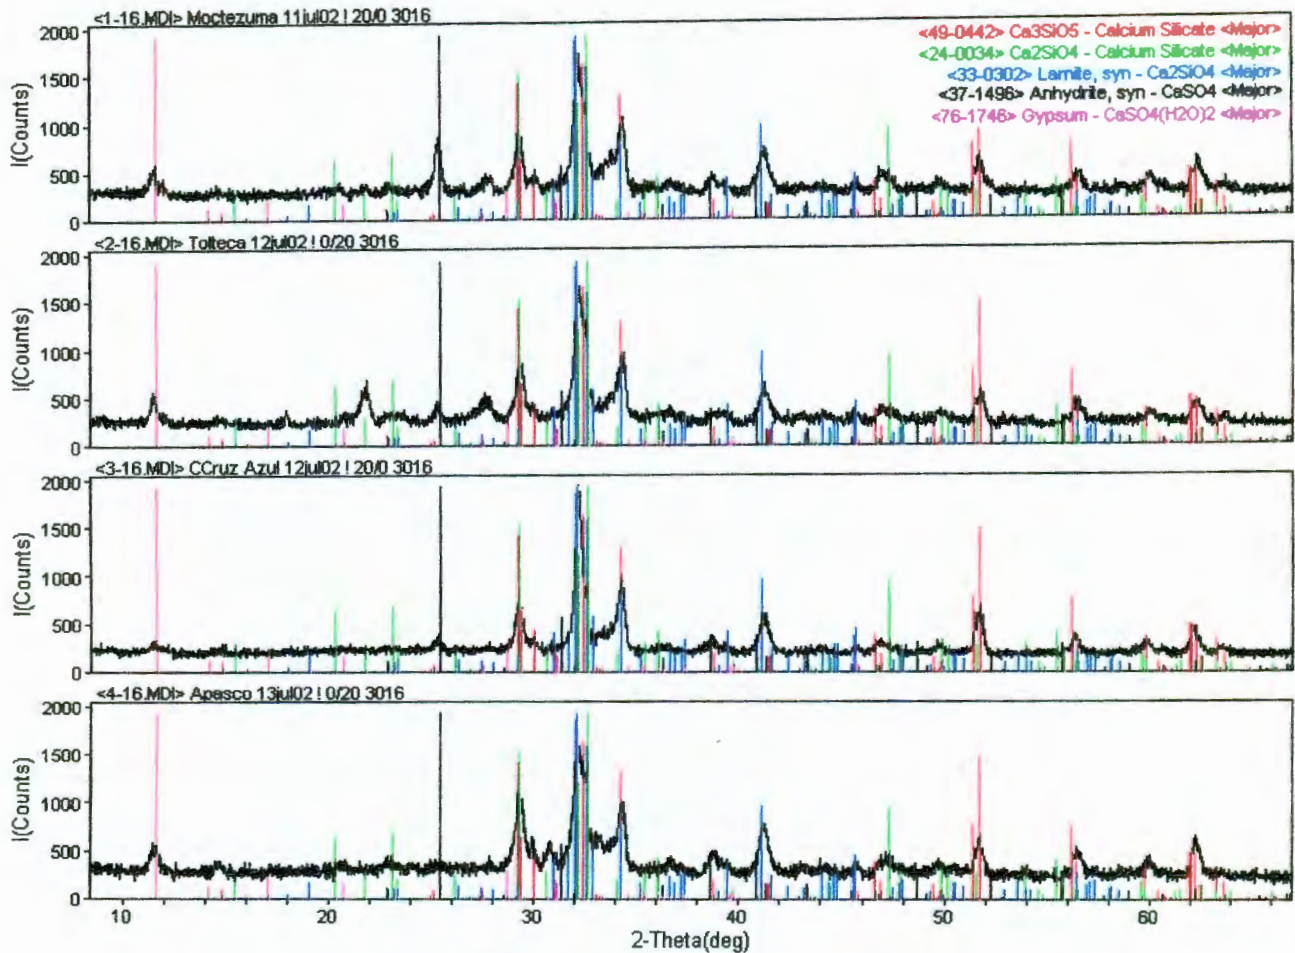 <1-16.MDI> Moctezuma 11jul02 ! 20/0 3016
<49-0442> Ca3SiO5 - Calcium Silicate <Major>
<24-0034> Ca2SiO4 - Calcium Silicate <Major>
<33-0302> Larnite, syn - Ca2SiO4 <Major>
<37-1496> Anhydrite, syn - CaSO4 <Major>
<76-1746> Gypsum - CaSO4(H2O)2 <Major>
I(Counts)
2000
1500
1000
500
0
<2-16.MDI> Tolteca 12jul02 ! 0/20 3016
I(Counts)
2000
1500
1000
500
0
<3-16.MDI> CCruz Azul 12jul02 ! 20/0 3016
I(Counts)
2000
1500
1000
500
0
<4-16.MDI> Apasco 13jul02 ! 0/20 3016
I(Counts)
2000
1500
1000
500
0
10 20 30 40 50 60
2-Theta(deg)